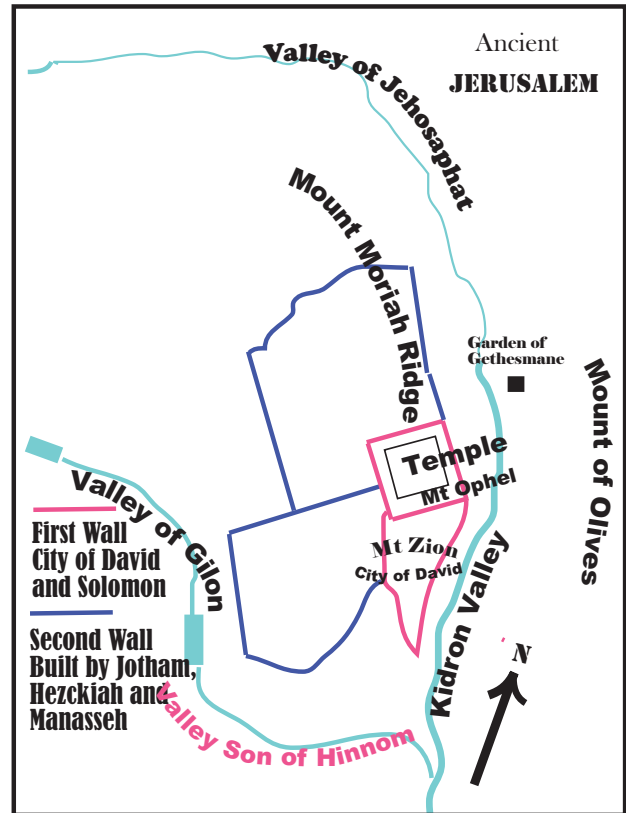 Ancient
JERUSALEM
Valley of Jehosaphat
Mount Moriah Ridge
Garden of
Gethesmane
Mount of Olives
Temple
Mt Ophel
Mt Zion
City of David
Valley of Gilon
Kidron Valley
First Wall
City of David
and Solomon
Second Wall
Built by Jotham,
Hezckiah and
Manasseh
Valley Son of Hinnom
N